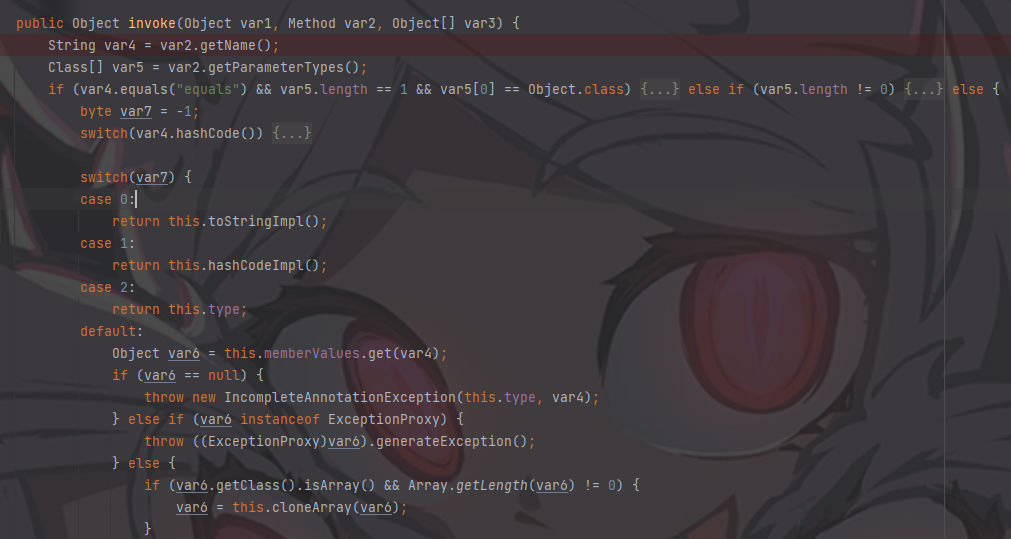 public Object invoke(Object var1, Method var2, Object[] var3) {
String var4 = var2.getName();
Class[] var5 = var2.getParameterTypes();
if (var4.equals("equals") && var5.length == 1 && var5[0] == Object.class) {...} else if (var5.length != 0) {...} else {
byte var7 = -1;
switch(var4.hashCode()) {...}
switch(var7) {
case 0:
return this.toStringImpl();
case 1:
return this.hashCodeImpl();
case 2:
return this.type;
default:
Object var6 = this.memberValues.get(var4);
if (var6 == null) {
throw new IncompleteAnnotationException(this.type, var4);
} else if (var6 instanceof ExceptionProxy) {
throw ((ExceptionProxy)var6).generateException();
} else {
if (var6.getClass().isArray() && Array.getLength(var6) != 0) {
var6 = this.cloneArray(var6);
}